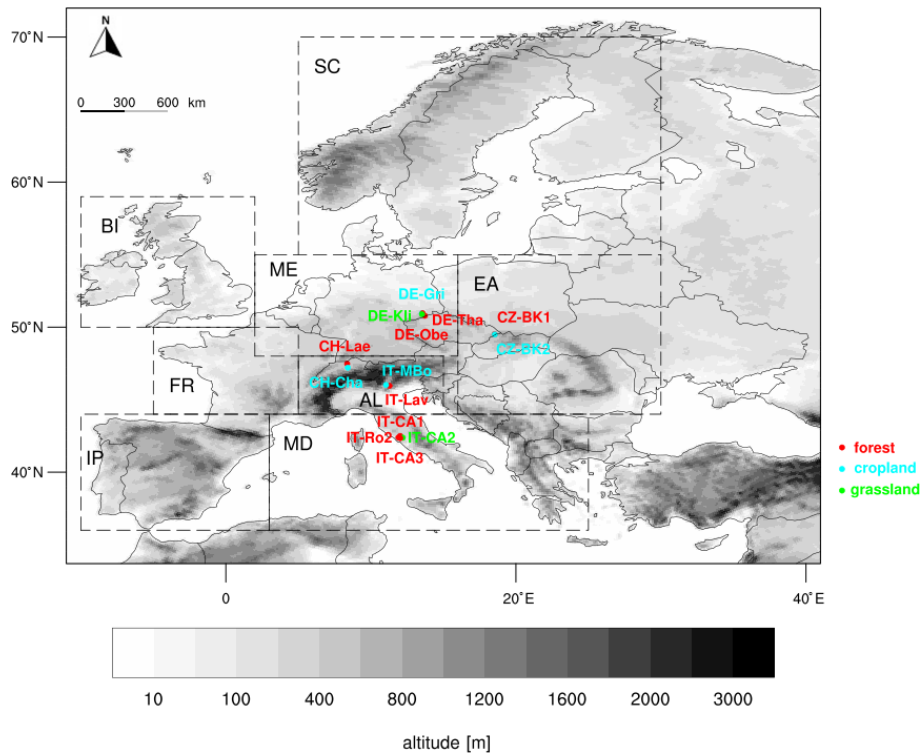 70°N
N
SC
0 300 600 km
60°N
BI
ME
EA
DE-Gri
DE-Kli
DE-Tha
CZ-BK1
50°N
DE-Obe
CH-Lae
CZ-BK2
IT-MBo
CH-Cha
FR
AL
IT-Lav
IT-CA1
IP
MD
IT-Ro2
IT-CA2
IT-CA3
40°N
forest
cropland
grassland
0
20°E
40°E
10 100 400 800 1200 1600 2000 3000
altitude [m]